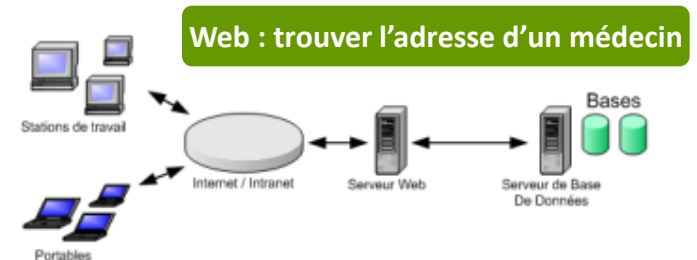 Web : trouver l’adresse d’un médecin
Bases
Stations de travail
Internet / Intranet
Serveur Web
Serveur de Base
De Données
Portables